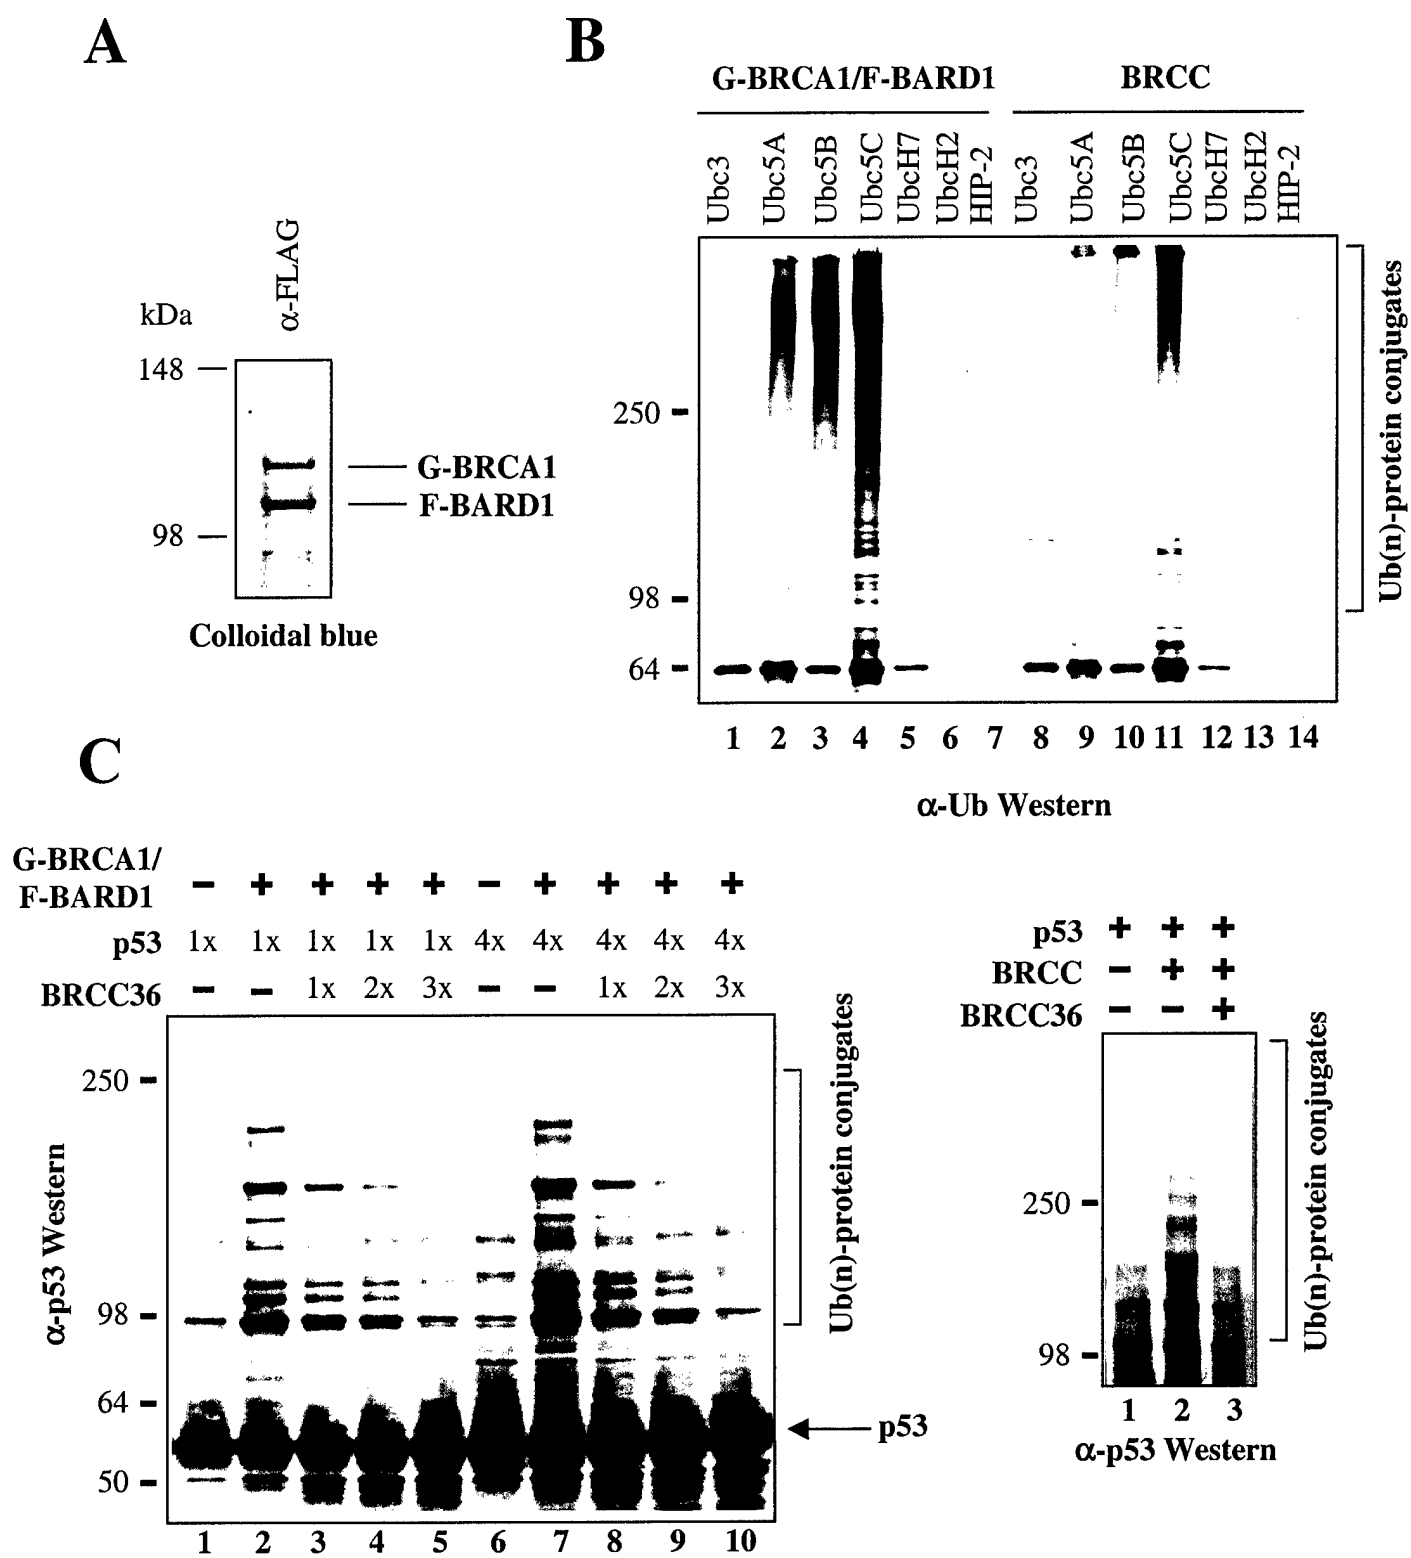 A
α-FLAG
kDa
148
G-BRCA1
F-BARD1
98
Colloidal blue
B
G-BRCA1/F-BARD1 BRCC
Ubc3 Ubc5A Ubc5B Ubc5C UbcH7 UbcH2 HIP-2 Ubc3 Ubc5A Ubc5B Ubc5C UbcH7 UbcH2 HIP-2
250
98
64
Ub(n)-protein conjugates
1 2 3 4 5 6 7 8 9 10 11 12 13 14
α-Ub Western
C
G-BRCA1/
F-BARD1 − + + + + − + + + +
p53 1x 1x 1x 1x 1x 4x 4x 4x 4x 4x
BRCC36 − − 1x 2x 3x − − 1x 2x 3x
250
98
64
50
α-p53 Western
Ub(n)-protein conjugates
p53
1 2 3 4 5 6 7 8 9 10
p53 + + +
BRCC − + +
BRCC36 − − +
250
98
Ub(n)-protein conjugates
1 2 3
α-p53 Western